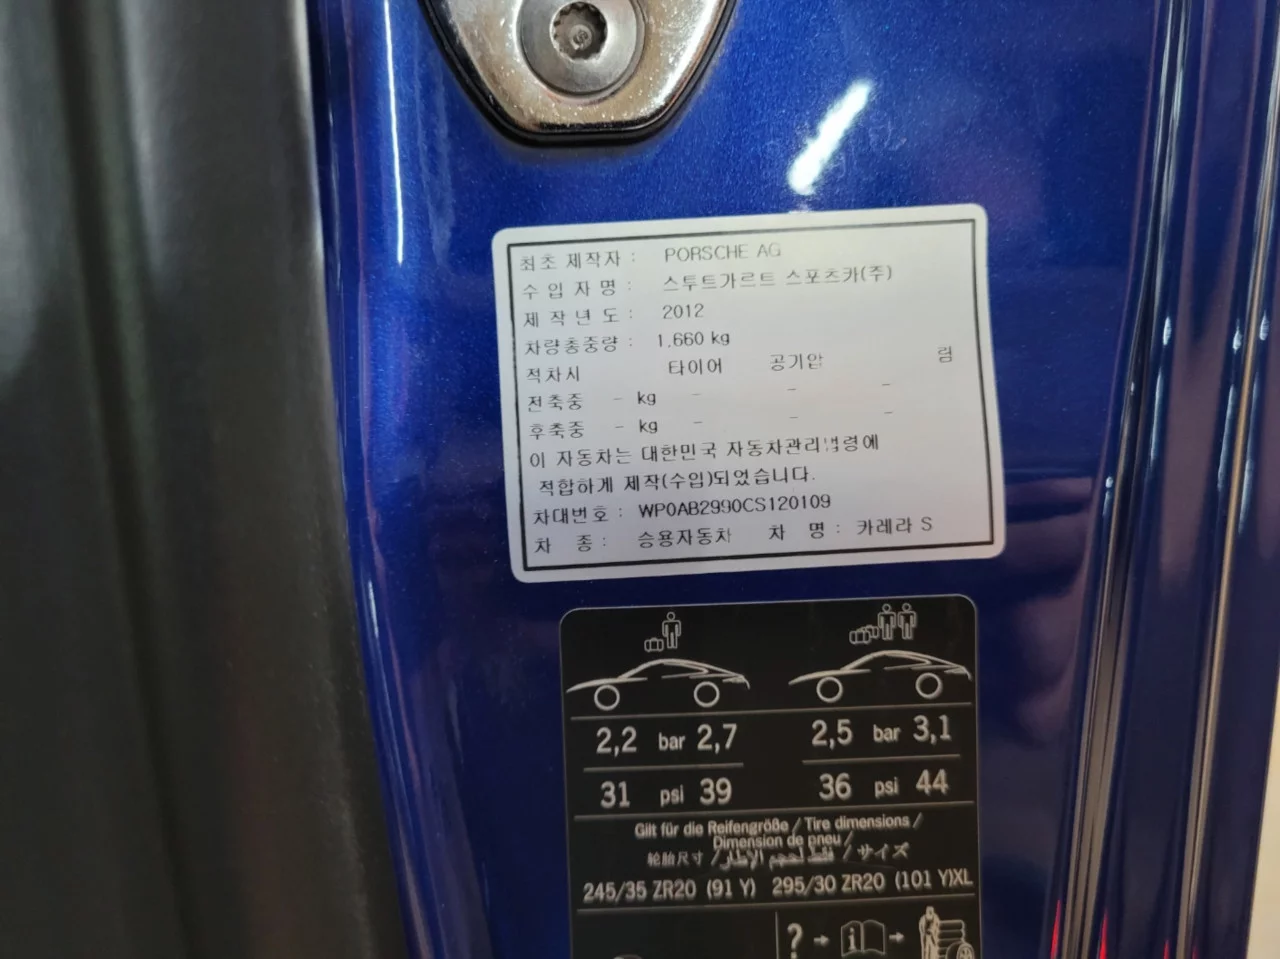 최초 제작자 : PORSCHE AG
수 입 자 명 : 스투트가르트 스포츠카(주)
제 작 년 도 : 2012
차량총중량 : 1,660 kg
적차시 타이어 공기압 림
전축중 - kg - - -
후축중 - kg - - -
이 자동차는 대한민국 자동차관리법령에
적합하게 제작(수입)되었습니다.
차대번호 : WP0AB2990CS120109
차 종 : 승용자동차 차 명 : 카레라 S
2,2 bar 2,7 2,5 bar 3,1
31 psi 39 36 psi 44
Gilt für die Reifengröße / Tire dimensions /
Dimension de pneu /
轮胎尺寸 / فقط لحجم الإطار / サイズ
245/35 ZR20 (91 Y) 295/30 ZR20 (101 Y)XL
? → i →